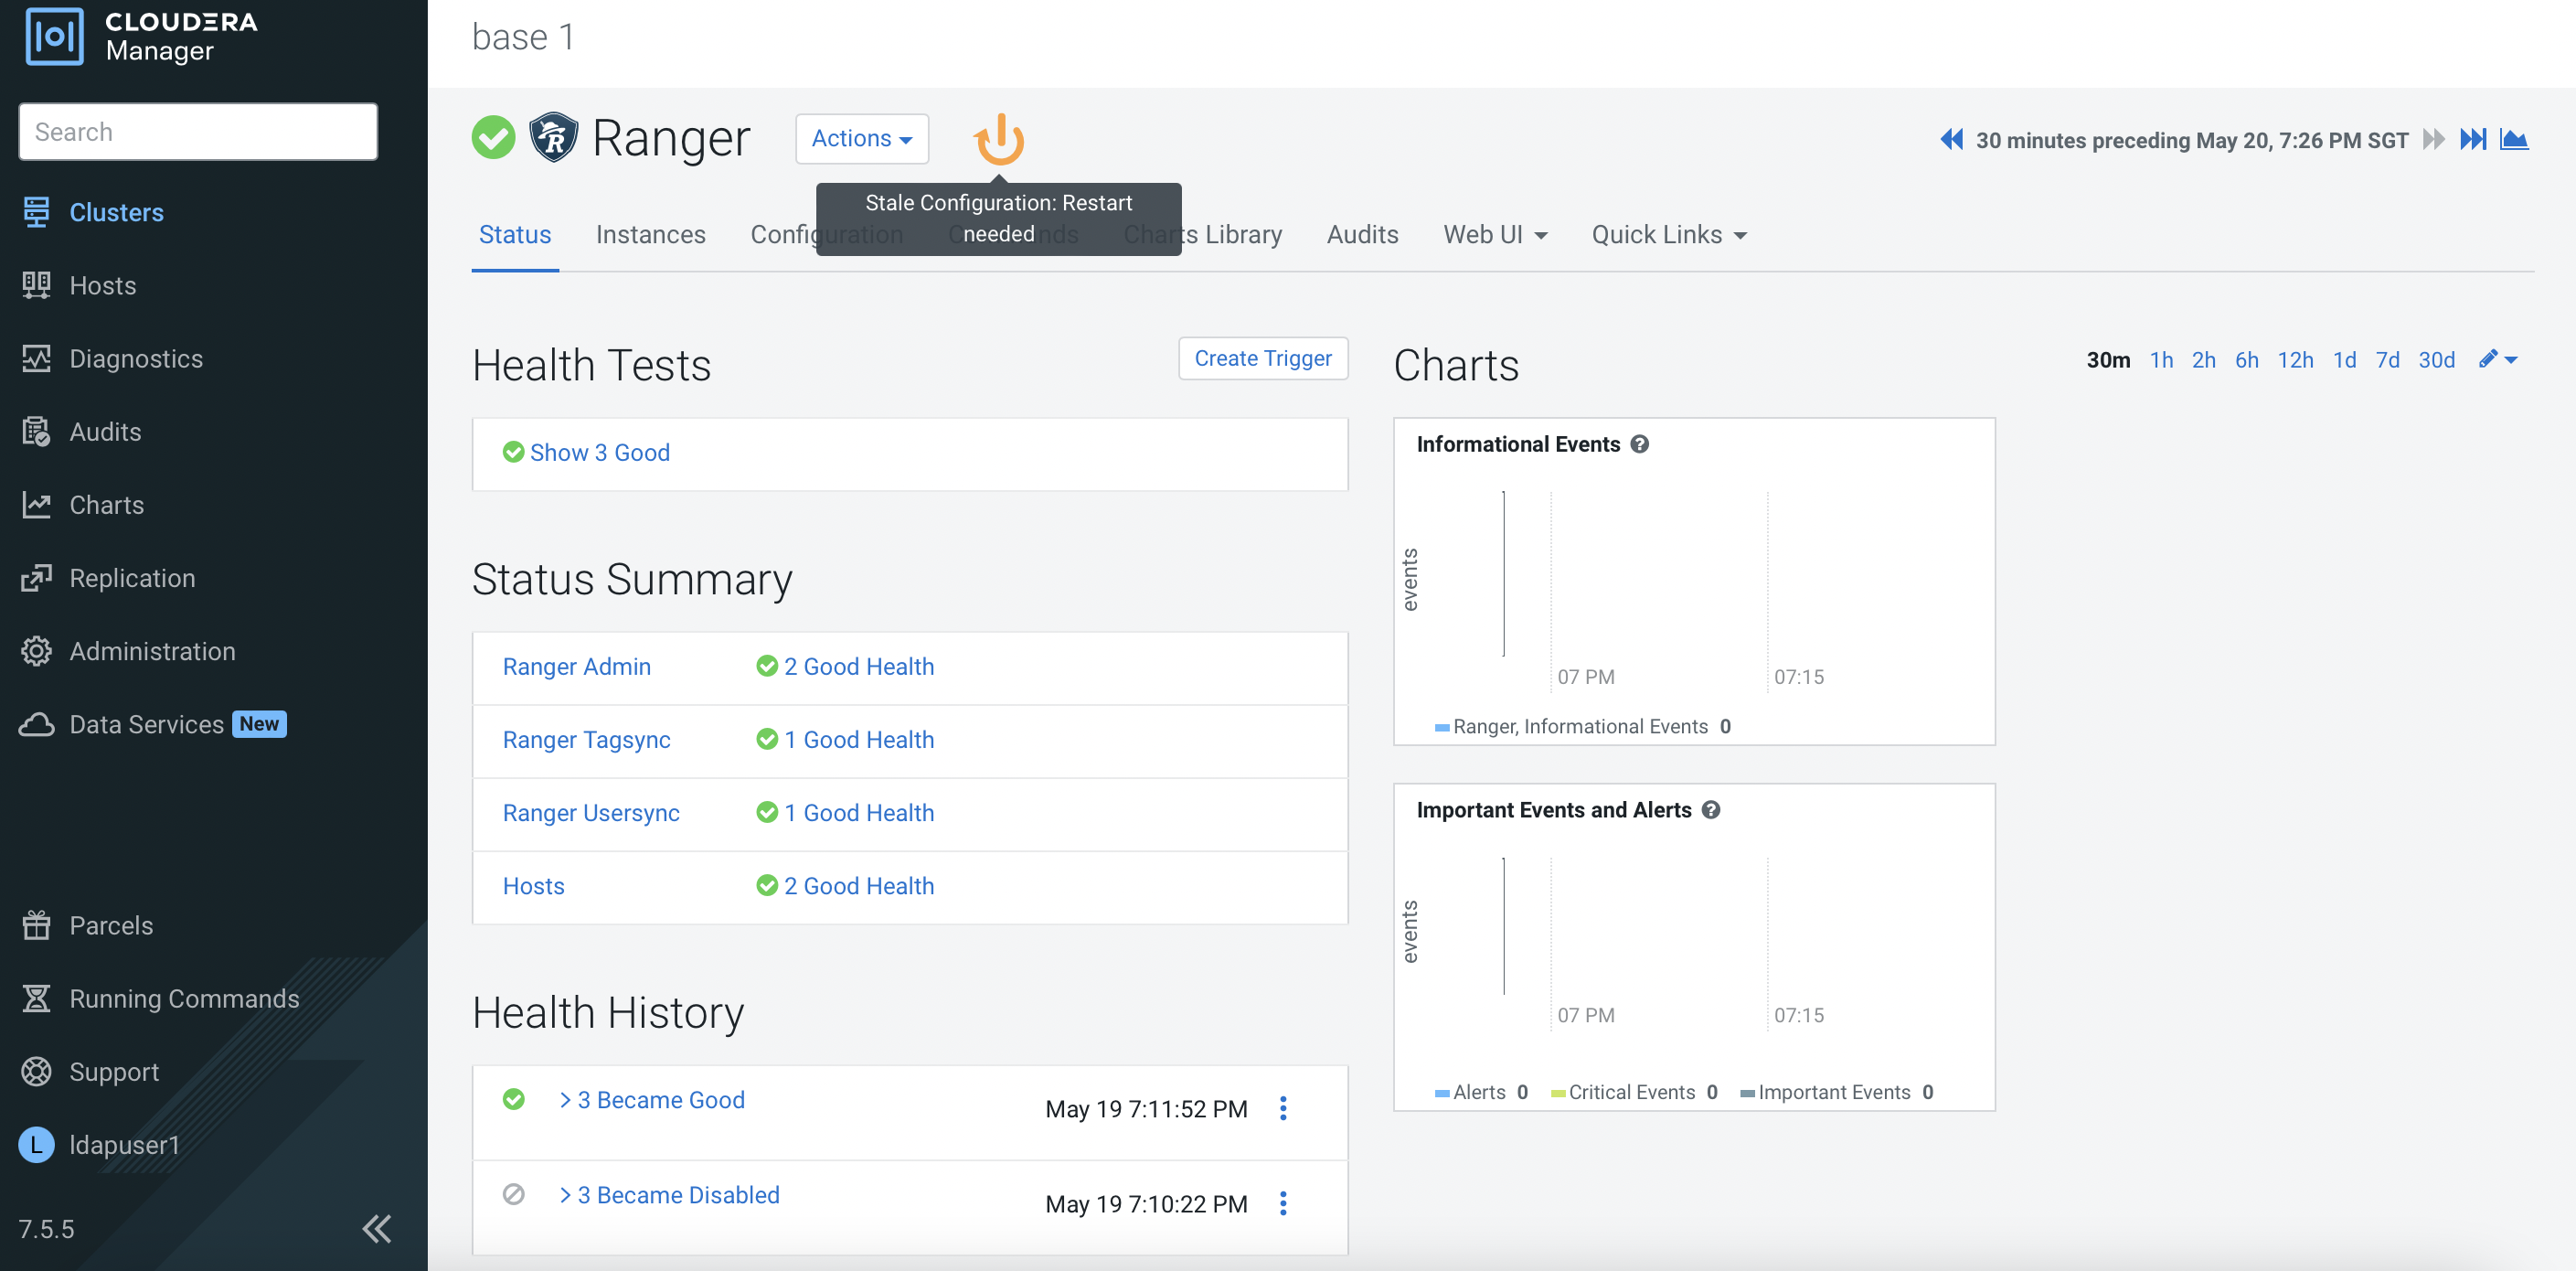 CLOUDERA
Manager
Search
Clusters
Hosts
Diagnostics
Audits
Charts
Replication
Administration
Data Services New
Parcels
Running Commands
Support
L ldapuser1
7.5.5
base 1
R Ranger Actions
30 minutes preceding May 20, 7:26 PM SGT
Stale Configuration: Restart
needed
Status Instances Configuration Commands Charts Library Audits Web UI Quick Links
Health Tests
Create Trigger
Show 3 Good
Status Summary
Ranger Admin 2 Good Health
Ranger Tagsync 1 Good Health
Ranger Usersync 1 Good Health
Hosts 2 Good Health
Health History
> 3 Became Good May 19 7:11:52 PM
> 3 Became Disabled May 19 7:10:22 PM
Charts
30m 1h 2h 6h 12h 1d 7d 30d
Informational Events ?
events
07 PM 07:15
Ranger, Informational Events 0
Important Events and Alerts ?
events
07 PM 07:15
Alerts 0 Critical Events 0 Important Events 0